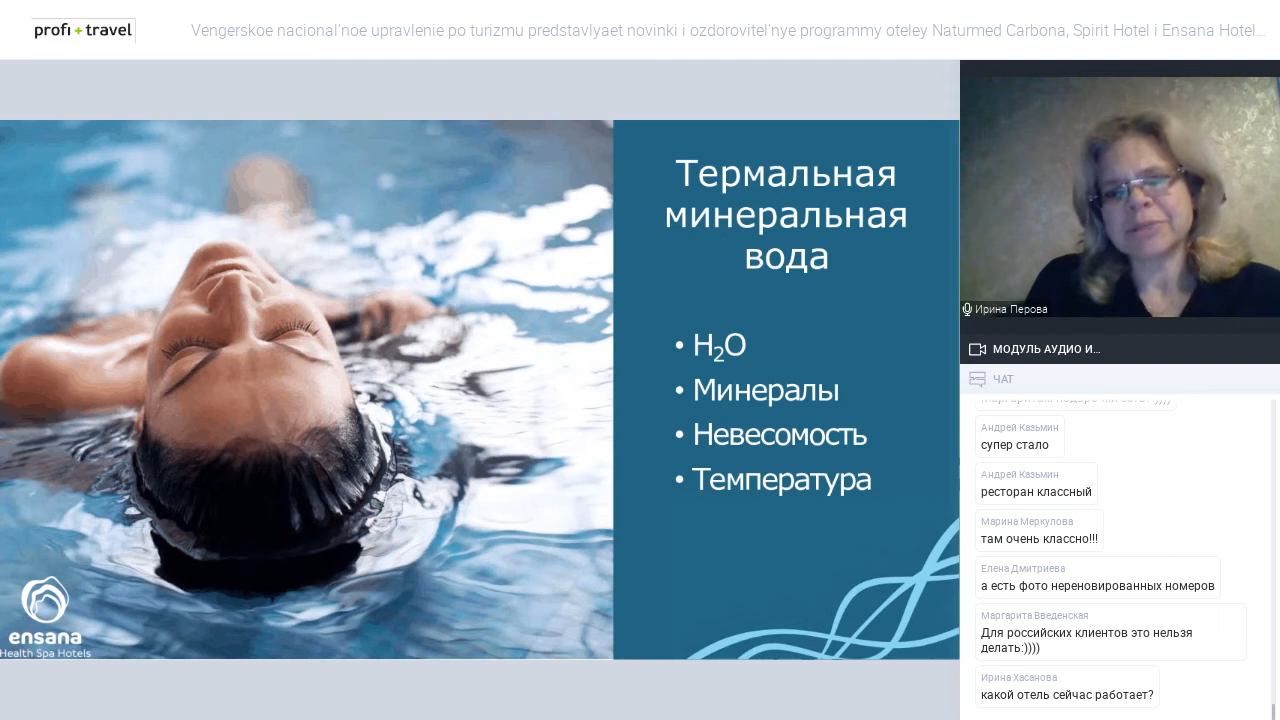 profi + travel
Vengerskoe nacional'noe upravlenie po turizmu predstavlyaet novinki i ozdorovitel'nye programmy oteley Naturmed Carbona, Spirit Hotel i Ensana Hotel...
Термальная
минеральная
вода
• H₂O
• Минералы
• Невесомость
• Температура
ensana
Health Spa Hotels
Ирина Перова
МОДУЛЬ АУДИО И...
ЧАТ
Андрей Казьмин
супер стало
Андрей Казьмин
ресторан классный
Марина Меркулова
там очень классно!!!
Елена Дмитриева
а есть фото нереновированных номеров
Маргарита Введенская
Для российских клиентов это нельзя
делать:))))
Ирина Хасанова
какой отель сейчас работает?